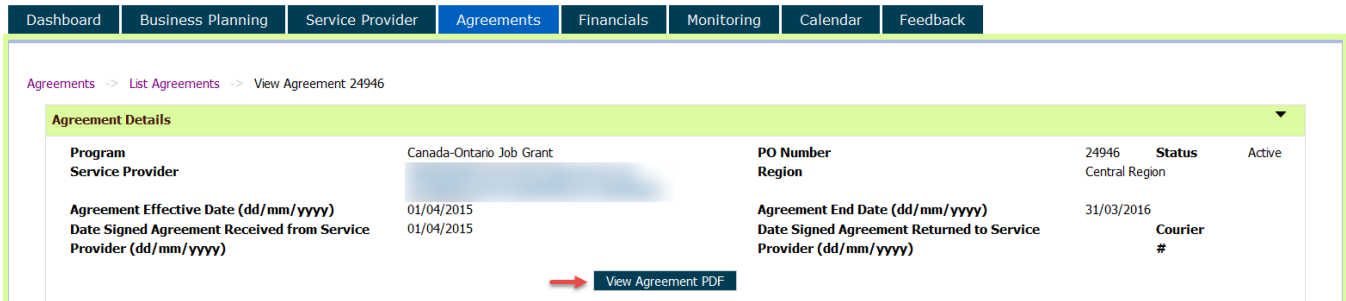 Dashboard Business Planning Service Provider Agreements Financials Monitoring Calendar Feedback
Agreements -> List Agreements -> View Agreement 24946
Agreement Details
Program Canada-Ontario Job Grant PO Number 24946 Status Active
Service Provider Region Central Region
Agreement Effective Date (dd/mm/yyyy) 01/04/2015 Agreement End Date (dd/mm/yyyy) 31/03/2016
Date Signed Agreement Received from Service 01/04/2015 Date Signed Agreement Returned to Service Courier
Provider (dd/mm/yyyy) Provider (dd/mm/yyyy) #
View Agreement PDF